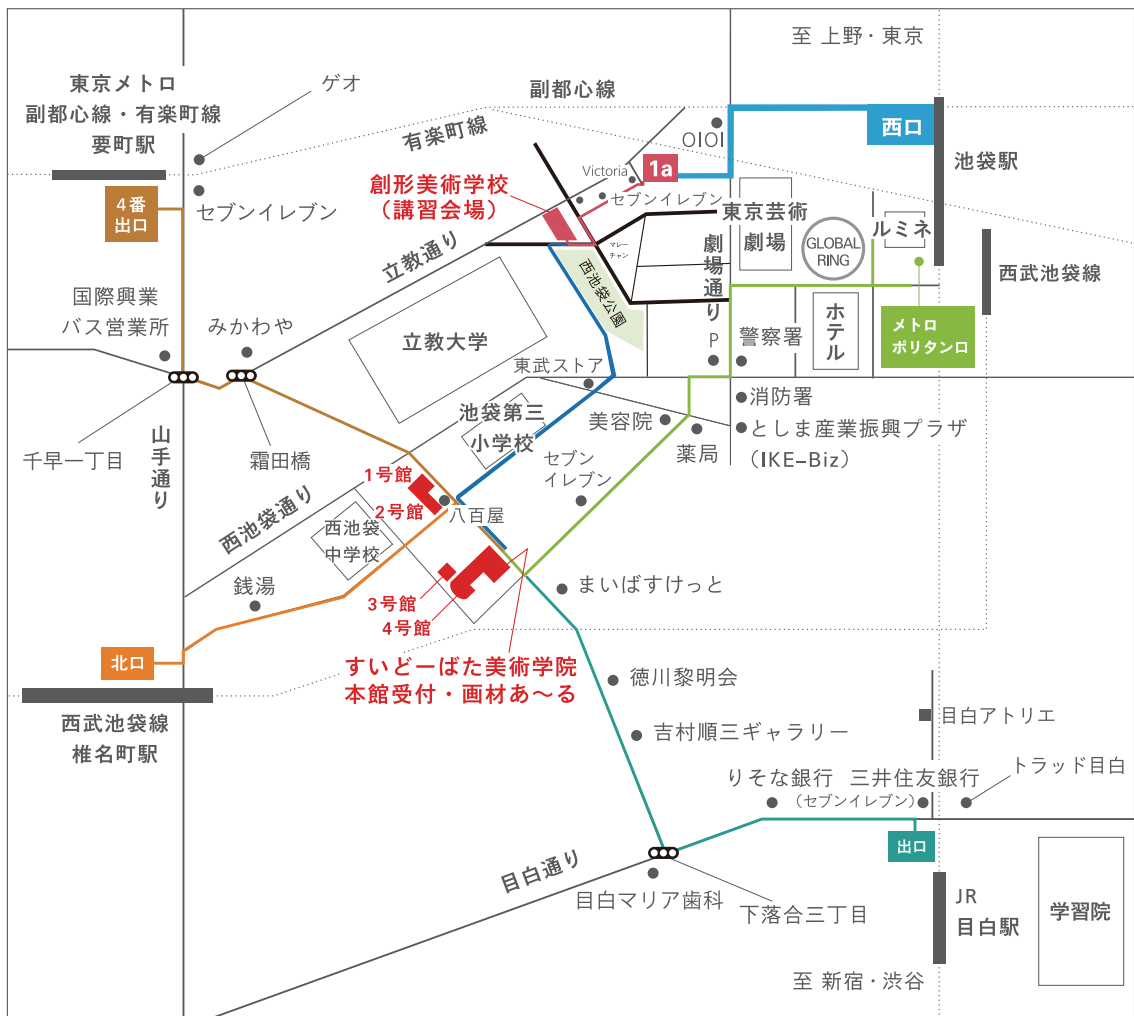 至 上野・東京
東京メトロ
副都心線・有楽町線
要町駅
ゲオ
副都心線
有楽町線
OIOI
西口
池袋駅
Victoria
1a
創形美術学校
（講習会場）
セブンイレブン
4番
出口
セブンイレブン
立教通り
マレー
チャン
東京芸術
劇場
劇場通り
GLOBAL
RING
ルミネ
西武池袋線
西池袋公園
国際興業
バス営業所
みかわや
立教大学
東武ストア
P
警察署
ホテル
メトロ
ポリタン口
消防署
としま産業振興プラザ
（IKE–Biz）
美容院
薬局
池袋第三
小学校
セブン
イレブン
千早一丁目
山手通り
霜田橋
1号館
2号館
八百屋
西池袋通り
西池袋
中学校
銭湯
3号館
4号館
まいばすけっと
北口
すいどーばた美術学院
本館受付・画材あ〜る
徳川黎明会
西武池袋線
椎名町駅
吉村順三ギャラリー
目白アトリエ
りそな銀行
三井住友銀行
（セブンイレブン）
トラッド目白
出口
目白通り
目白マリア歯科
下落合三丁目
JR
目白駅
学習院
至 新宿・渋谷